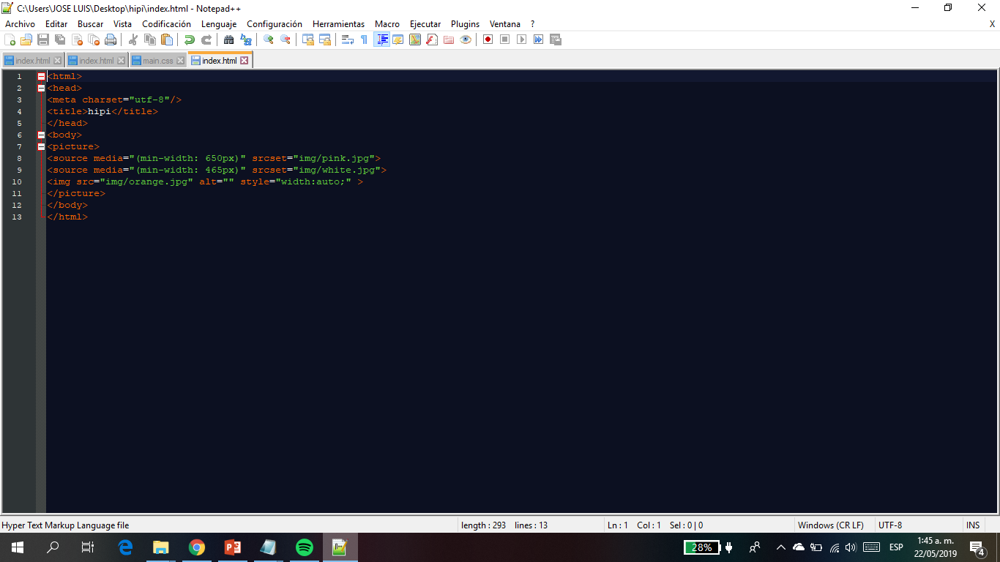 C:\Users\JOSE LUIS\Desktop\hipi\index.html - Notepad++
Archivo Editar Buscar Vista Codificación Lenguaje Configuración Herramientas Macro Ejecutar Plugins Ventana ? X
index.html index.html main.css index.html
1 <html>
2 <head>
3 <meta charset="utf-8"/>
4 <title>hipi</title>
5 </head>
6 <body>
7 <picture>
8 <source media="(min-width: 650px)" srcset="img/pink.jpg">
9 <source media="(min-width: 465px)" srcset="img/white.jpg">
10 <img src="img/orange.jpg" alt="" style="width:auto;" >
11 </picture>
12 </body>
13 </html>
Hyper Text Markup Language file length : 293 lines : 13 Ln : 1 Col : 1 Sel : 0 | 0 Windows (CR LF) UTF-8 INS
28% ESP 1:45 a. m.
22/05/2019 4